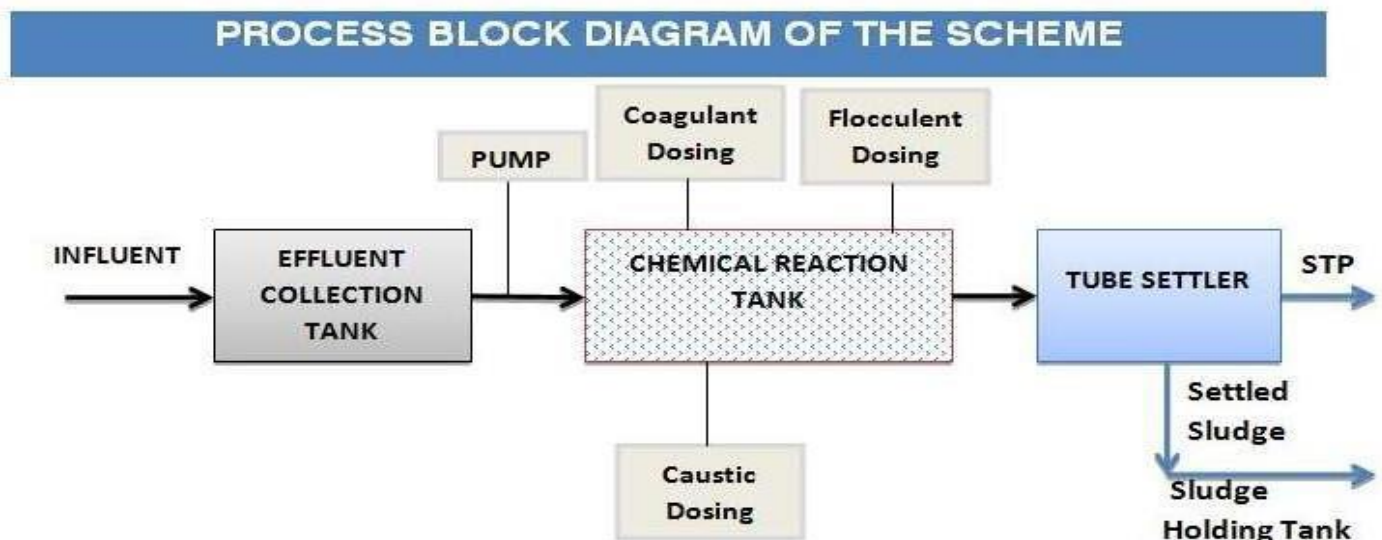 PROCESS BLOCK DIAGRAM OF THE SCHEME
Coagulant
Dosing
Flocculent
Dosing
PUMP
INFLUENT
EFFLUENT
COLLECTION
TANK
CHEMICAL REACTION
TANK
TUBE SETTLER
STP
Settled
Sludge
Caustic
Dosing
Sludge
Holding Tank